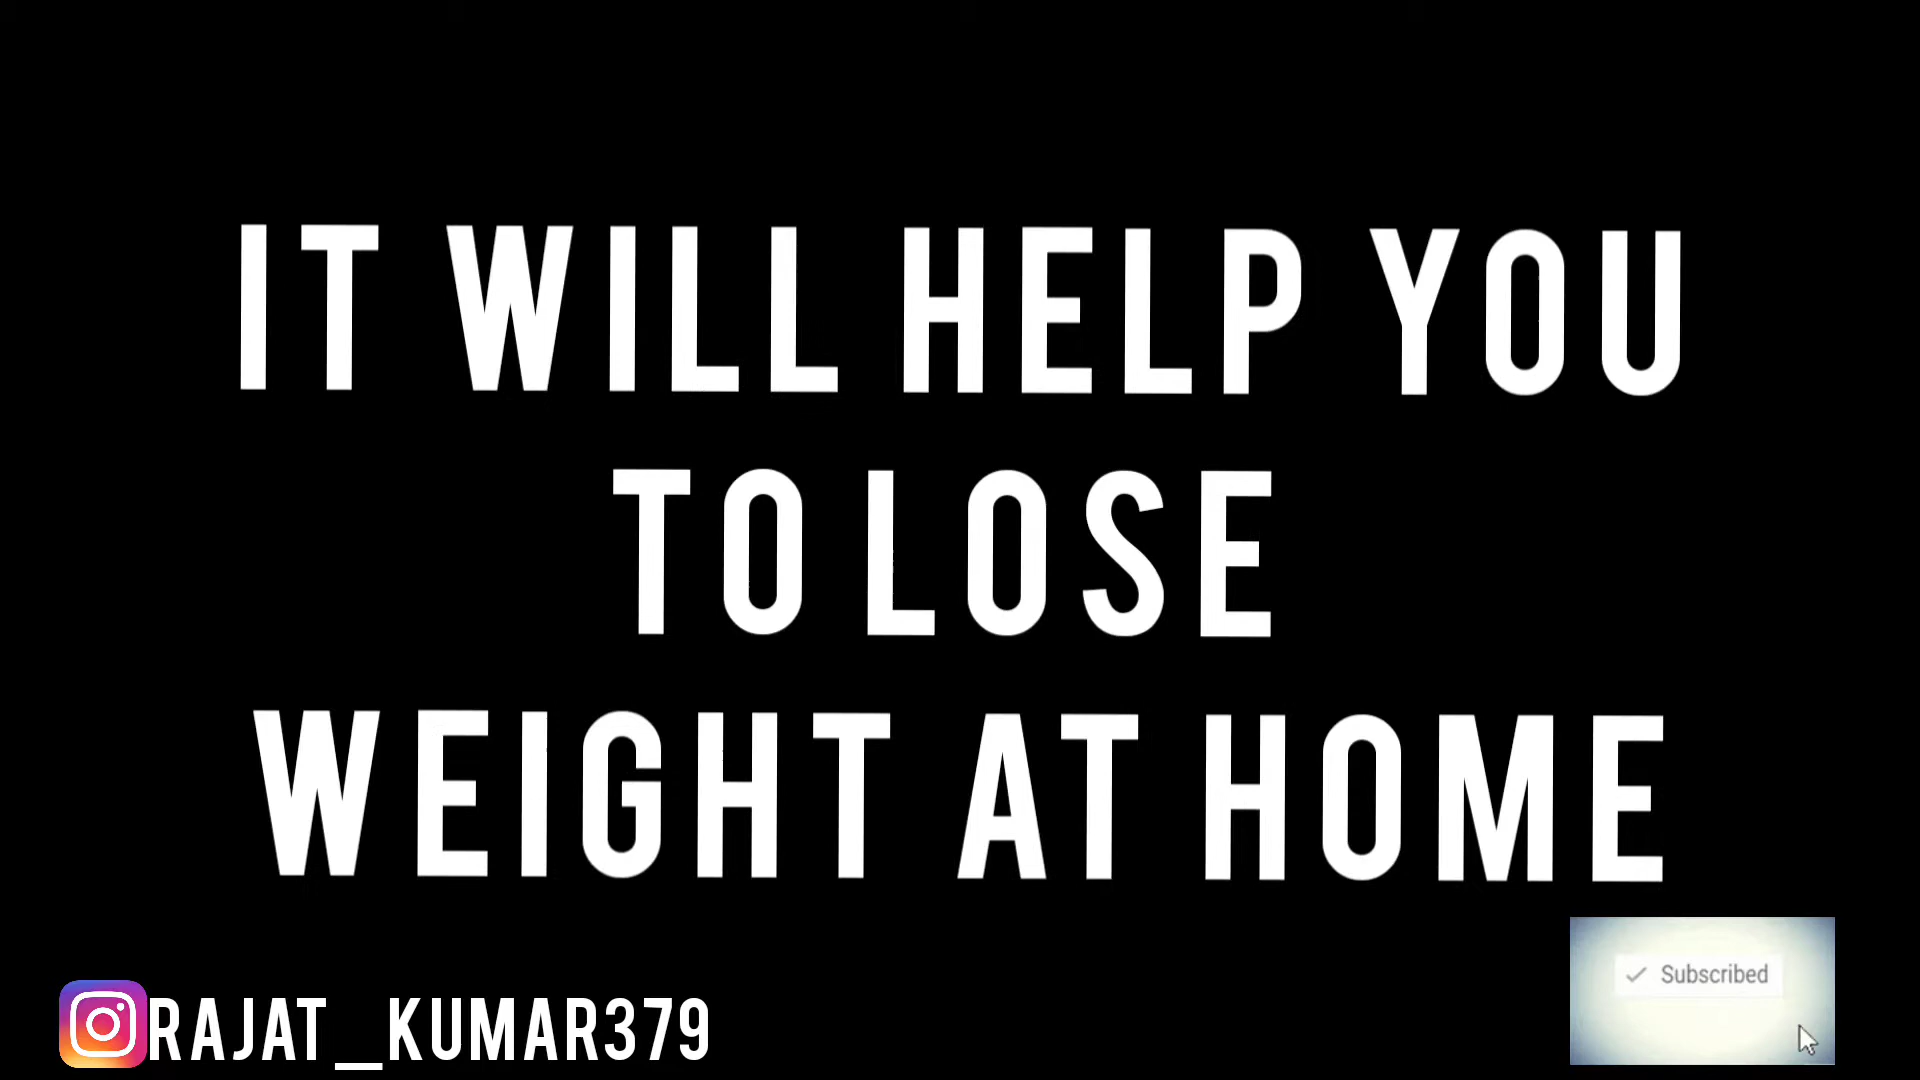 IT WILL HELP YOU
TO LOSE
WEIGHT AT HOME
RAJAT_KUMAR379
Subscribed